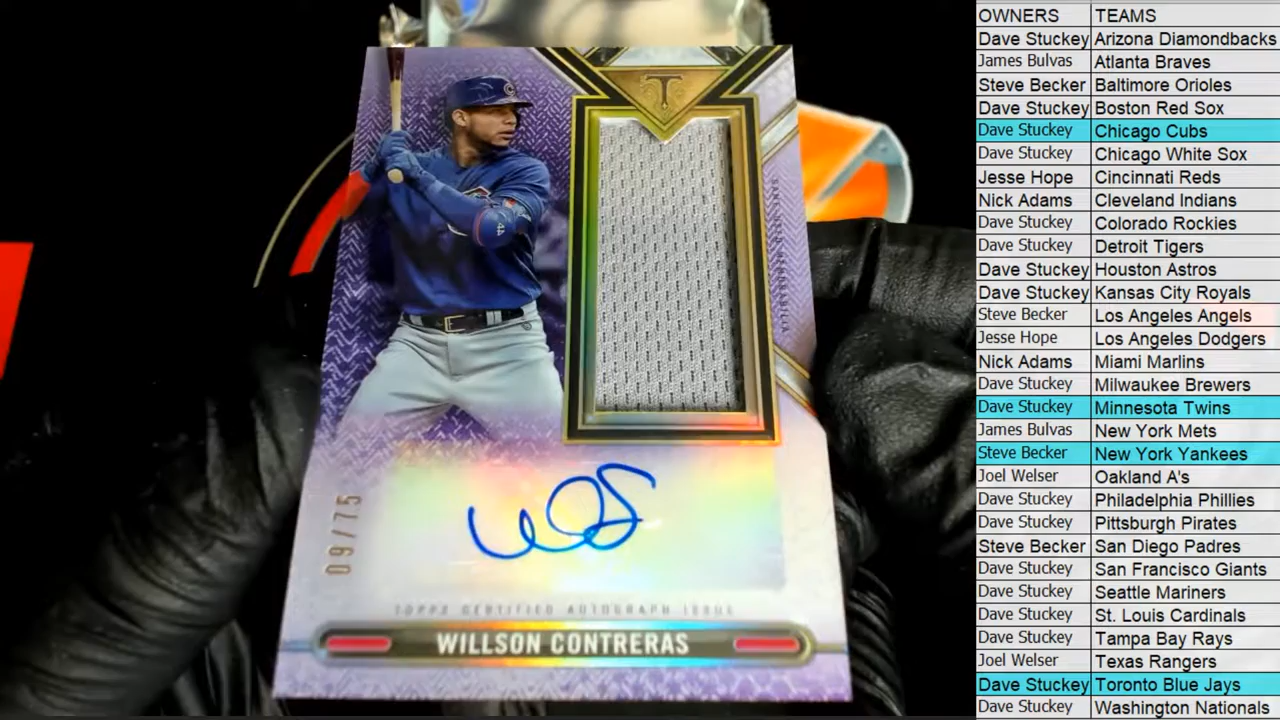 T
C
44
GAME-USED MEMORABILIA
09/75
TOPPS CERTIFIED AUTOGRAPH ISSUE
WILLSON CONTRERAS
OWNERS TEAMS
Dave Stuckey Arizona Diamondbacks
James Bulvas Atlanta Braves
Steve Becker Baltimore Orioles
Dave Stuckey Boston Red Sox
Dave Stuckey Chicago Cubs
Dave Stuckey Chicago White Sox
Jesse Hope Cincinnati Reds
Nick Adams Cleveland Indians
Dave Stuckey Colorado Rockies
Dave Stuckey Detroit Tigers
Dave Stuckey Houston Astros
Dave Stuckey Kansas City Royals
Steve Becker Los Angeles Angels
Jesse Hope Los Angeles Dodgers
Nick Adams Miami Marlins
Dave Stuckey Milwaukee Brewers
Dave Stuckey Minnesota Twins
James Bulvas New York Mets
Steve Becker New York Yankees
Joel Welser Oakland A's
Dave Stuckey Philadelphia Phillies
Dave Stuckey Pittsburgh Pirates
Steve Becker San Diego Padres
Dave Stuckey San Francisco Giants
Dave Stuckey Seattle Mariners
Dave Stuckey St. Louis Cardinals
Dave Stuckey Tampa Bay Rays
Joel Welser Texas Rangers
Dave Stuckey Toronto Blue Jays
Dave Stuckey Washington Nationals